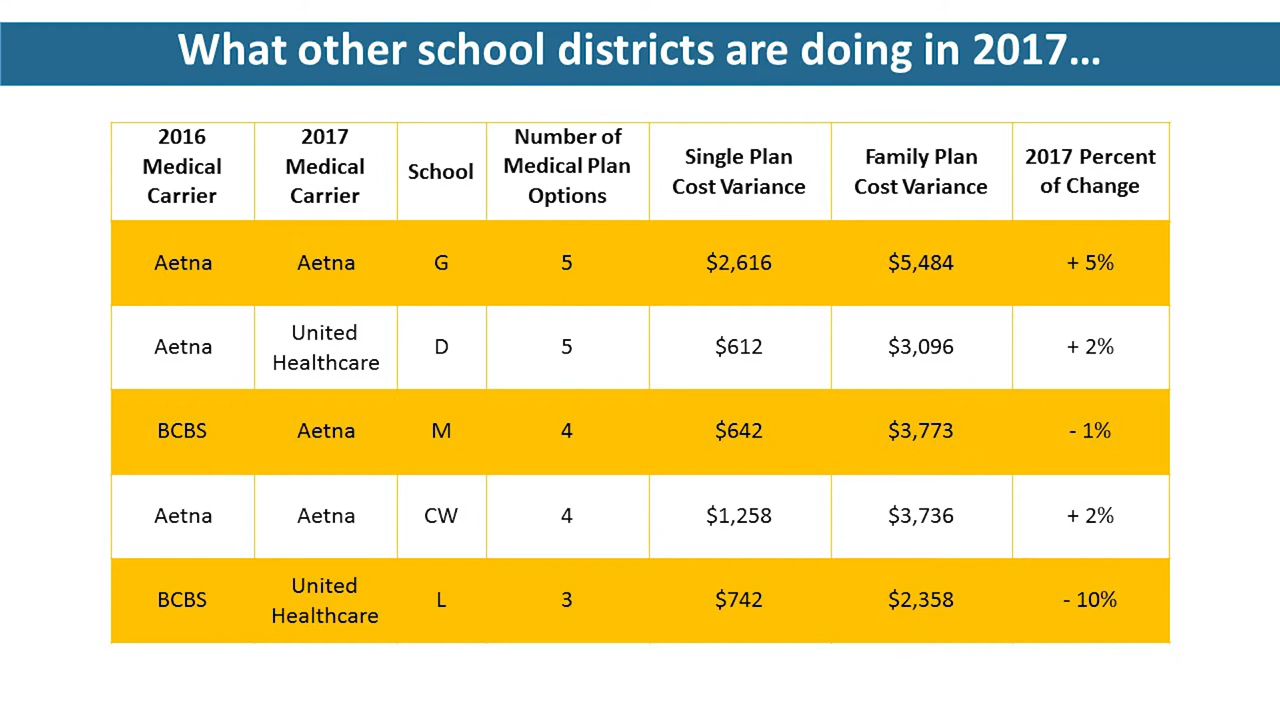 What other school districts are doing in 2017…
2016
Medical
Carrier
2017
Medical
Carrier
School
Number of
Medical Plan
Options
Single Plan
Cost Variance
Family Plan
Cost Variance
2017 Percent
of Change
Aetna
Aetna
G
5
$2,616
$5,484
+ 5%
Aetna
United
Healthcare
D
5
$612
$3,096
+ 2%
BCBS
Aetna
M
4
$642
$3,773
- 1%
Aetna
Aetna
CW
4
$1,258
$3,736
+ 2%
BCBS
United
Healthcare
L
3
$742
$2,358
- 10%